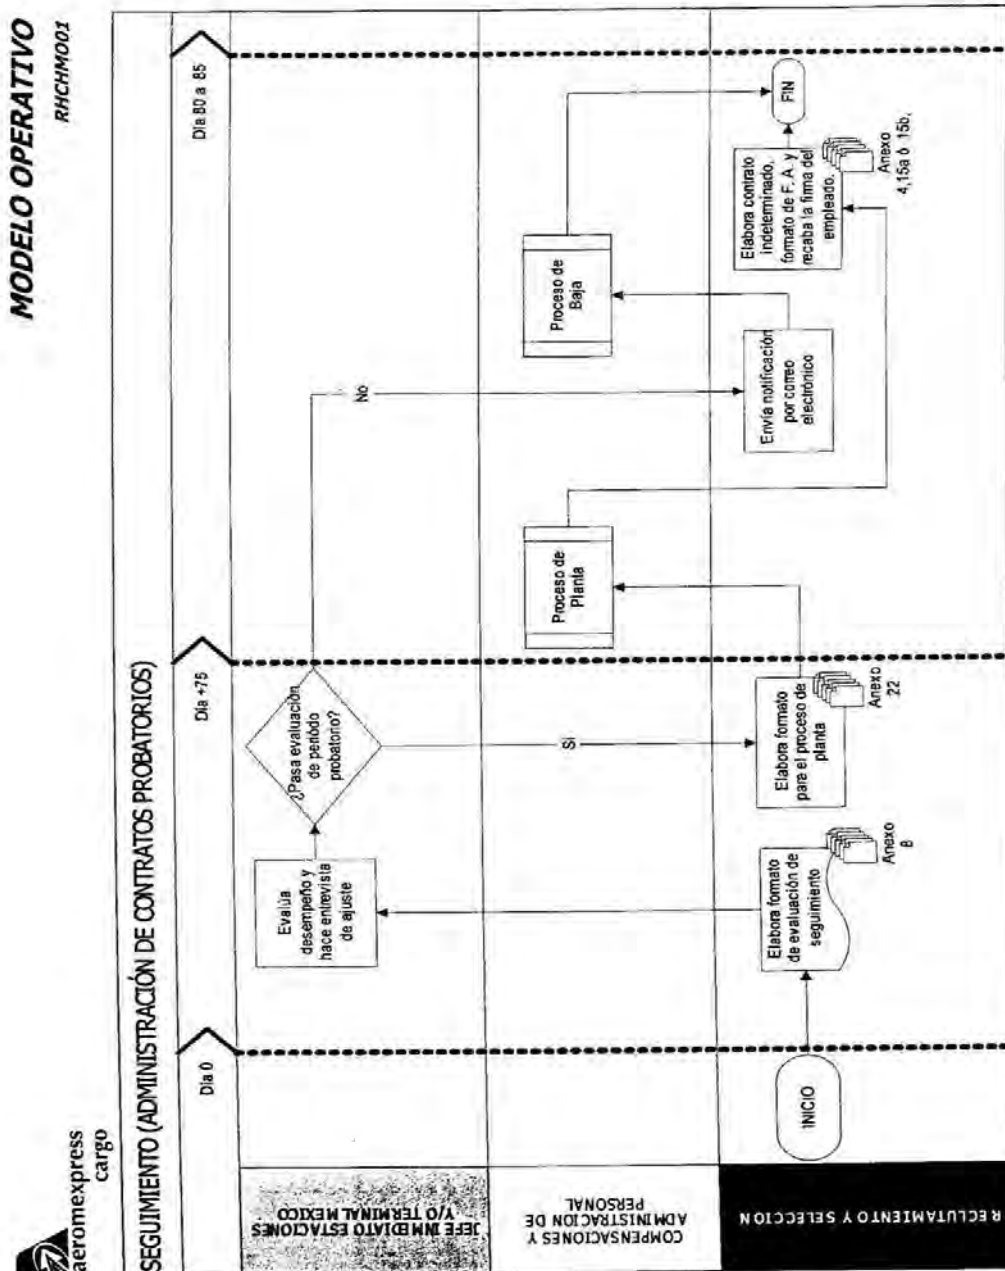 aeromexpress
cargo
MODELO OPERATIVO
RHCHMO01
SEGUIMIENTO (ADMINISTRACIÓN DE CONTRATOS PROBATORIOS)
Día 0
Día +75
Día 80 a 85
JEFE INMEDIATO ESTACIONES
Y/O TERMINAL MEXICO
Evalúa
desempeño y
hace entrevista
de ajuste
¿Pasa evaluación
de periódo
probatorio?
No
Sí
COMPENSACIONES Y
ADMINISTRACION DE
PERSONAL
Proceso de
Planta
Proceso de
Baja
RECLUTAMIENTO Y SELECCION
INICIO
Elabora formato
de evaluación de
seguimiento
Anexo
8
Elabora formato
para el proceso de
planta
Anexo
22
Envía notificación
por correo
electrónico
Elabora contrato
indeterminado,
formato de F. A. y
recaba la firma del
empleado.
Anexo
4,15a ó 15b.
FIN